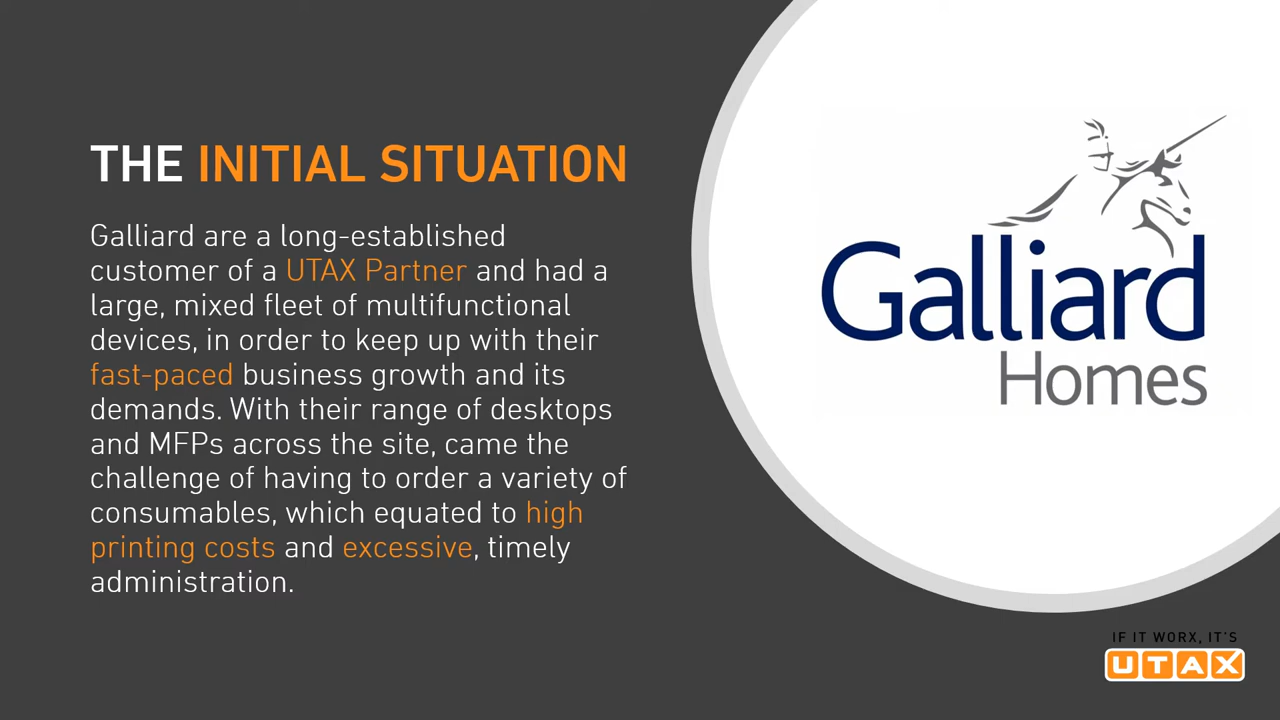 THE INITIAL SITUATION
Galliard are a long-established
customer of a UTAX Partner and had a
large, mixed fleet of multifunctional
devices, in order to keep up with their
fast-paced business growth and its
demands. With their range of desktops
and MFPs across the site, came the
challenge of having to order a variety of
consumables, which equated to high
printing costs and excessive, timely
administration.
Galliard
Homes
IF IT WORX, IT'S
UTAX